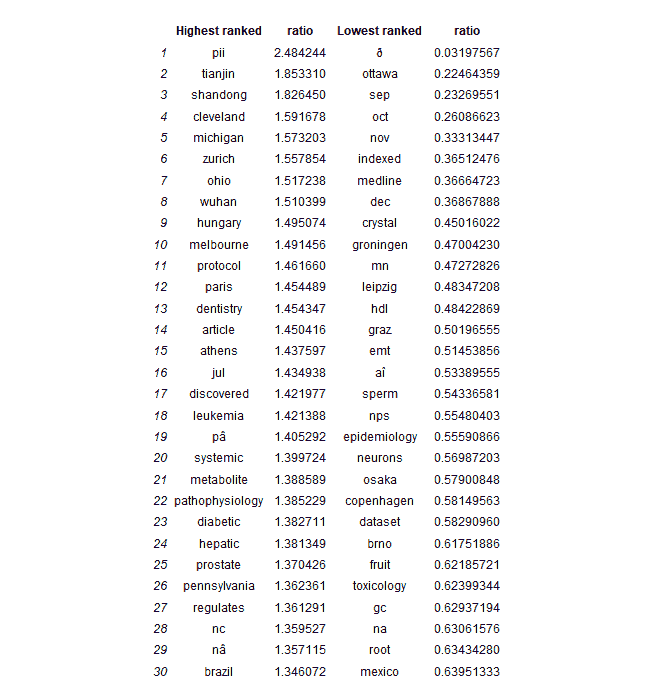 Highest ranked ratio Lowest ranked ratio
1 pii 2.484244 ð 0.03197567
2 tianjin 1.853310 ottawa 0.22464359
3 shandong 1.826450 sep 0.23269551
4 cleveland 1.591678 oct 0.26086623
5 michigan 1.573203 nov 0.33313447
6 zurich 1.557854 indexed 0.36512476
7 ohio 1.517238 medline 0.36664723
8 wuhan 1.510399 dec 0.36867888
9 hungary 1.495074 crystal 0.45016022
10 melbourne 1.491456 groningen 0.47004230
11 protocol 1.461660 mn 0.47272826
12 paris 1.454489 leipzig 0.48347208
13 dentistry 1.454347 hdl 0.48422869
14 article 1.450416 graz 0.50196555
15 athens 1.437597 emt 0.51453856
16 jul 1.434938 aî 0.53389555
17 discovered 1.421977 sperm 0.54336581
18 leukemia 1.421388 nps 0.55480403
19 pâ 1.405292 epidemiology 0.55590866
20 systemic 1.399724 neurons 0.56987203
21 metabolite 1.388589 osaka 0.57900848
22 pathophysiology 1.385229 copenhagen 0.58149563
23 diabetic 1.382711 dataset 0.58290960
24 hepatic 1.381349 brno 0.61751886
25 prostate 1.370426 fruit 0.62185721
26 pennsylvania 1.362361 toxicology 0.62399344
27 regulates 1.361291 gc 0.62937194
28 nc 1.359527 na 0.63061576
29 nâ 1.357115 root 0.63434280
30 brazil 1.346072 mexico 0.63951333